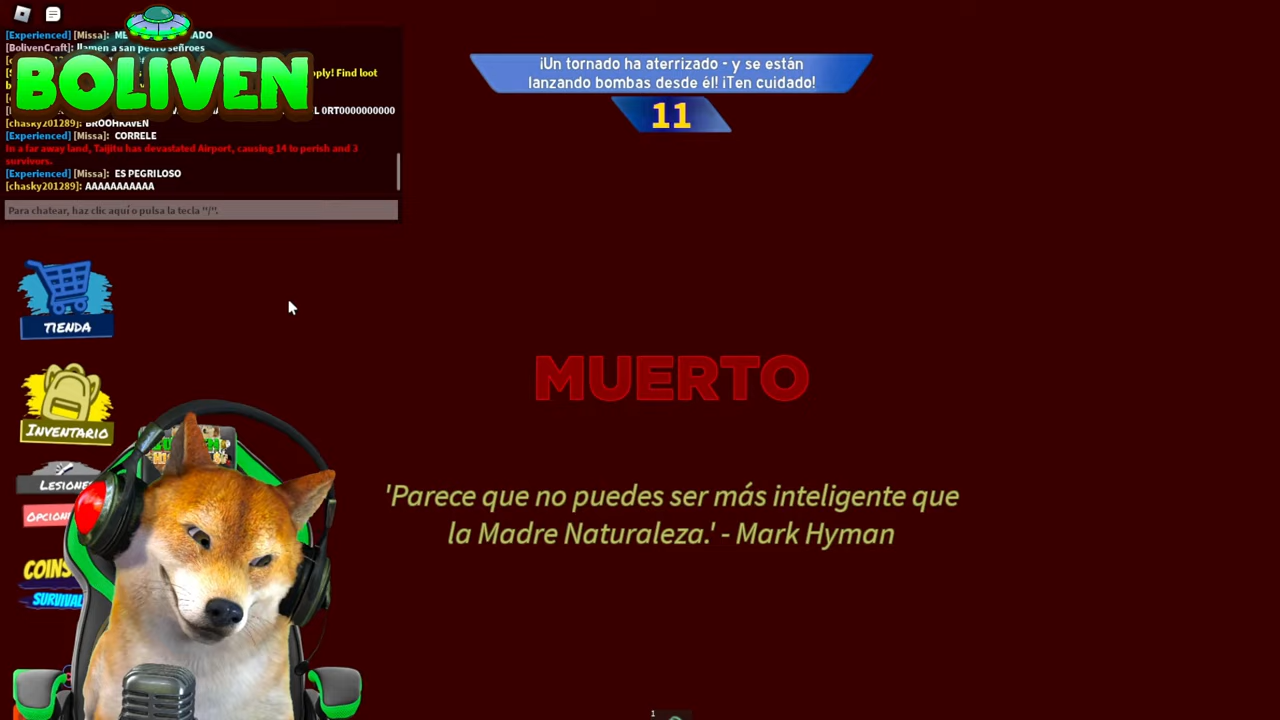 [Experienced] [Missa]: ME ADO
[BolivenCraft]: llamen a san pedro señroes
pply! Find loot
BOLIVEN
L 0RT0000000000
[chasky201289]: BROOHKAVEN
[Experienced] [Missa]: CORRELE
In a far away land, Taijitu has devastated Airport, causing 14 to perish and 3
survivors.
[Experienced] [Missa]: ES PEGRILOSO
[chasky201289]: AAAAAAAAAAA
Para chatear, haz clic aquí o pulsa la tecla "/".
¡Un tornado ha aterrizado - y se están
lanzando bombas desde él! ¡Ten cuidado!
11
TIENDA
INVENTARIO
LESIONE
OPCION
COINS
SURVIVAL
MUERTO
'Parece que no puedes ser más inteligente que
la Madre Naturaleza.' - Mark Hyman
1